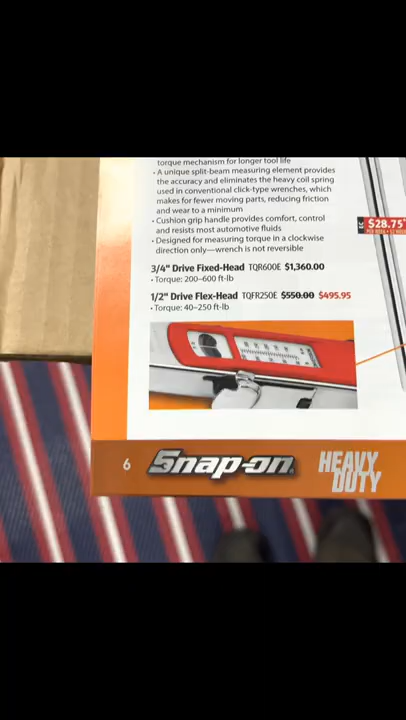 torque mechanism for longer tool life
• A unique split-beam measuring element provides
the accuracy and eliminates the heavy coil spring
used in conventional click-type wrenches, which
makes for fewer moving parts, reducing friction
and wear to a minimum
• Cushion grip handle provides comfort, control
and resists most automotive fluids
• Designed for measuring torque in a clockwise
direction only—wrench is not reversible
3/4" Drive Fixed-Head TQR600E $1,360.00
• Torque: 200–600 ft-lb
1/2" Drive Flex-Head TQFR250E $550.00 $495.95
• Torque: 40–250 ft-lb
EC $28.75
6 Snap-on HEAVY
DUTY